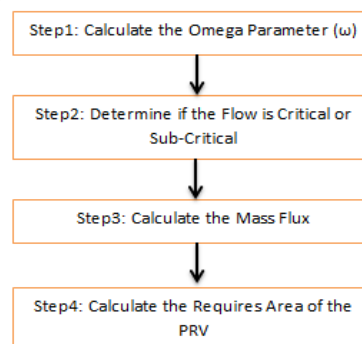 Step1: Calculate the Omega Parameter (ω)
Step2: Determine if the Flow is Critical or
Sub-Critical
Step3: Calculate the Mass Flux
Step4: Calculate the Requires Area of the
PRV